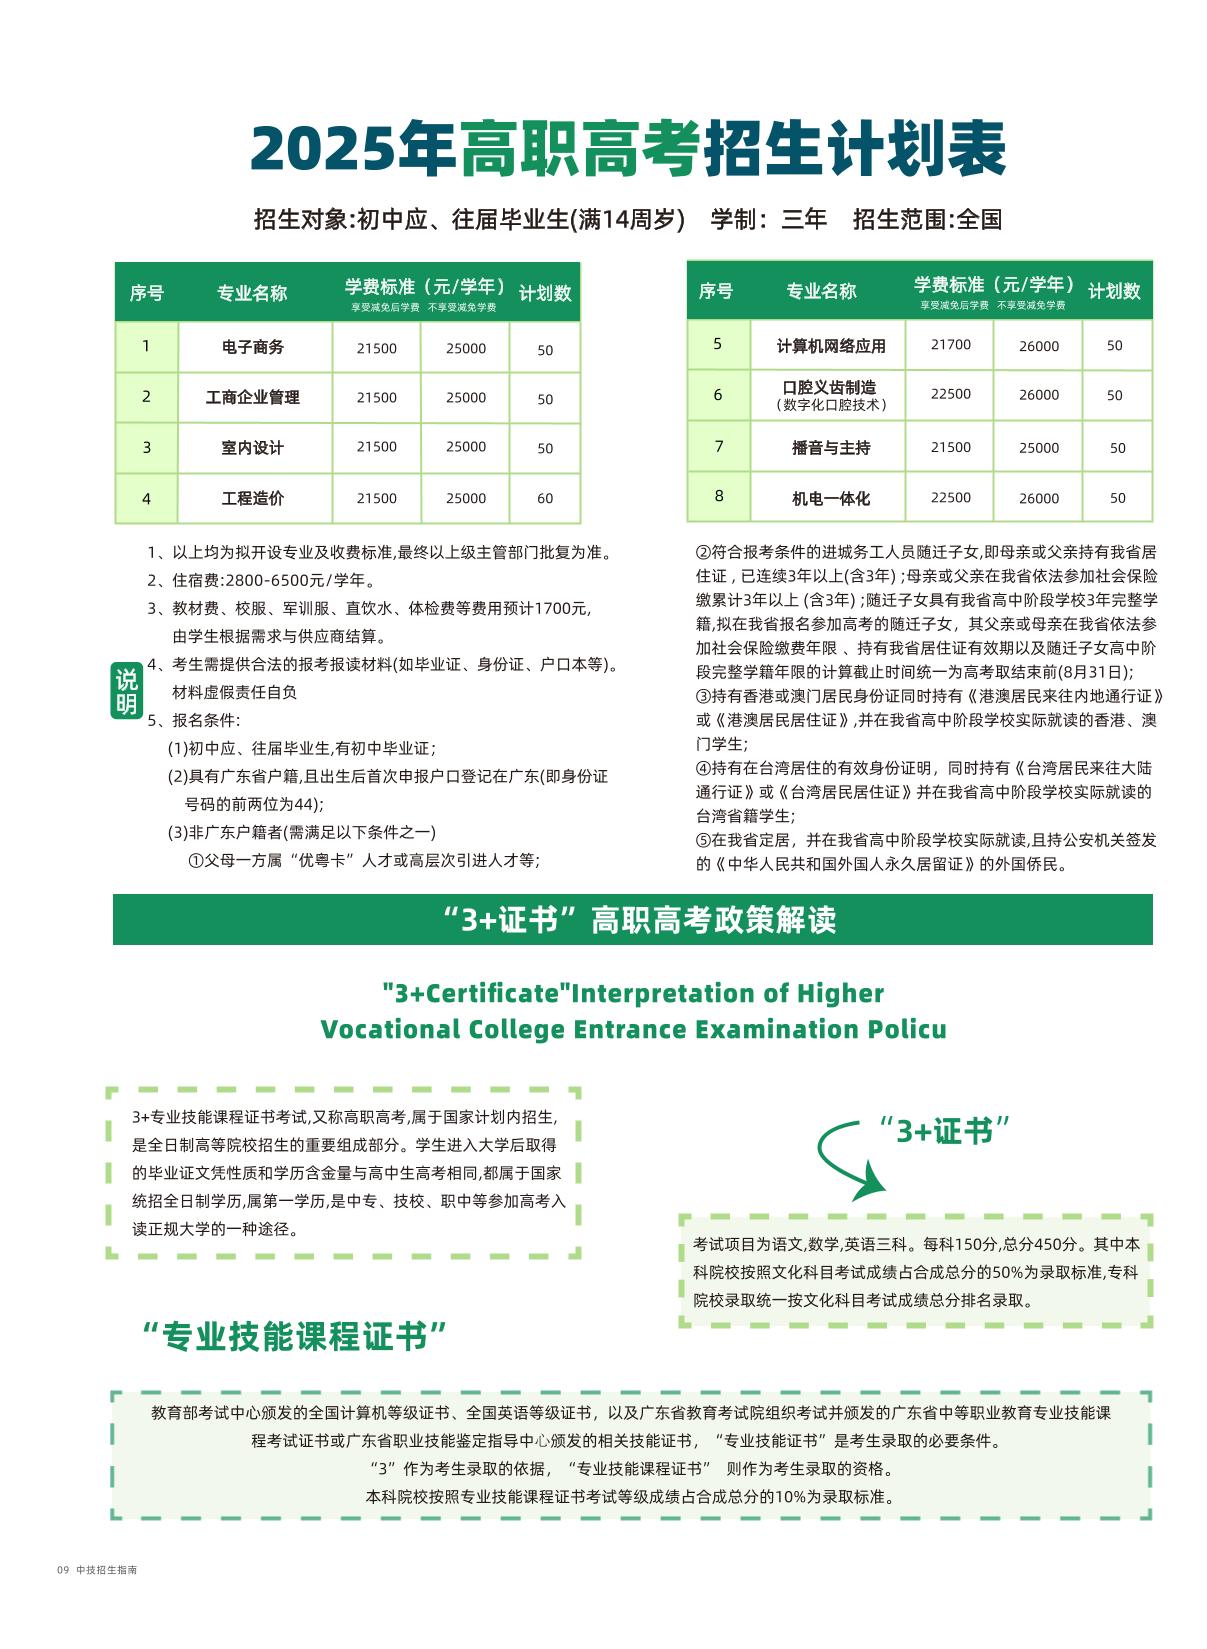 2025年高职高考招生计划表
招生对象:初中应、往届毕业生(满14周岁) 学制：三年 招生范围:全国
序号 专业名称 学费标准（元/学年） 计划数
享受减免后学费 不享受减免学费
1 电子商务 21500 25000 50
2 工商企业管理 21500 25000 50
3 室内设计 21500 25000 50
4 工程造价 21500 25000 60
序号 专业名称 学费标准（元/学年） 计划数
享受减免后学费 不享受减免学费
5 计算机网络应用 21700 26000 50
6 口腔义齿制造 22500 26000 50
（数字化口腔技术）
7 播音与主持 21500 25000 50
8 机电一体化 22500 26000 50
说明
1、以上均为拟开设专业及收费标准,最终以上级主管部门批复为准。
2、住宿费:2800-6500元/学年。
3、教材费、校服、军训服、直饮水、体检费等费用预计1700元,
由学生根据需求与供应商结算。
4、考生需提供合法的报考报读材料(如毕业证、身份证、户口本等)。
材料虚假责任自负
5、报名条件:
(1)初中应、往届毕业生,有初中毕业证;
(2)具有广东省户籍,且出生后首次申报户口登记在广东(即身份证
号码的前两位为44);
(3)非广东户籍者(需满足以下条件之一)
①父母一方属“优粤卡”人才或高层次引进人才等;
②符合报考条件的进城务工人员随迁子女,即母亲或父亲持有我省居
住证 , 已连续3年以上(含3年) ;母亲或父亲在我省依法参加社会保险
缴累计3年以上 (含3年) ;随迁子女具有我省高中阶段学校3年完整学
籍,拟在我省报名参加高考的随迁子女，其父亲或母亲在我省依法参
加社会保险缴费年限 、持有我省居住证有效期以及随迁子女高中阶
段完整学籍年限的计算截止时间统一为高考取结束前(8月31日);
③持有香港或澳门居民身份证同时持有《港澳居民来往内地通行证》
或《港澳居民居住证》,并在我省高中阶段学校实际就读的香港、澳
门学生;
④持有在台湾居住的有效身份证明，同时持有《台湾居民来往大陆
通行证》或《台湾居民居住证》并在我省高中阶段学校实际就读的
台湾省籍学生;
⑤在我省定居，并在我省高中阶段学校实际就读,且持公安机关签发
的《中华人民共和国外国人永久居留证》的外国侨民。
“3+证书”高职高考政策解读
"3+Certificate"Interpretation of Higher
Vocational College Entrance Examination Policu
3+专业技能课程证书考试,又称高职高考,属于国家计划内招生,
是全日制高等院校招生的重要组成部分。学生进入大学后取得
的毕业证文凭性质和学历含金量与高中生高考相同,都属于国家
统招全日制学历,属第一学历,是中专、技校、职中等参加高考入
读正规大学的一种途径。
“3+证书”
考试项目为语文,数学,英语三科。每科150分,总分450分。其中本
科院校按照文化科目考试成绩占合成总分的50%为录取标准,专科
院校录取统一按文化科目考试成绩总分排名录取。
“专业技能课程证书”
教育部考试中心颁发的全国计算机等级证书、全国英语等级证书，以及广东省教育考试院组织考试并颁发的广东省中等职业教育专业技能课
程考试证书或广东省职业技能鉴定指导中心颁发的相关技能证书，“专业技能证书”是考生录取的必要条件。
“3”作为考生录取的依据，“专业技能课程证书” 则作为考生录取的资格。
本科院校按照专业技能课程证书考试等级成绩占合成总分的10%为录取标准。
09 中技招生指南